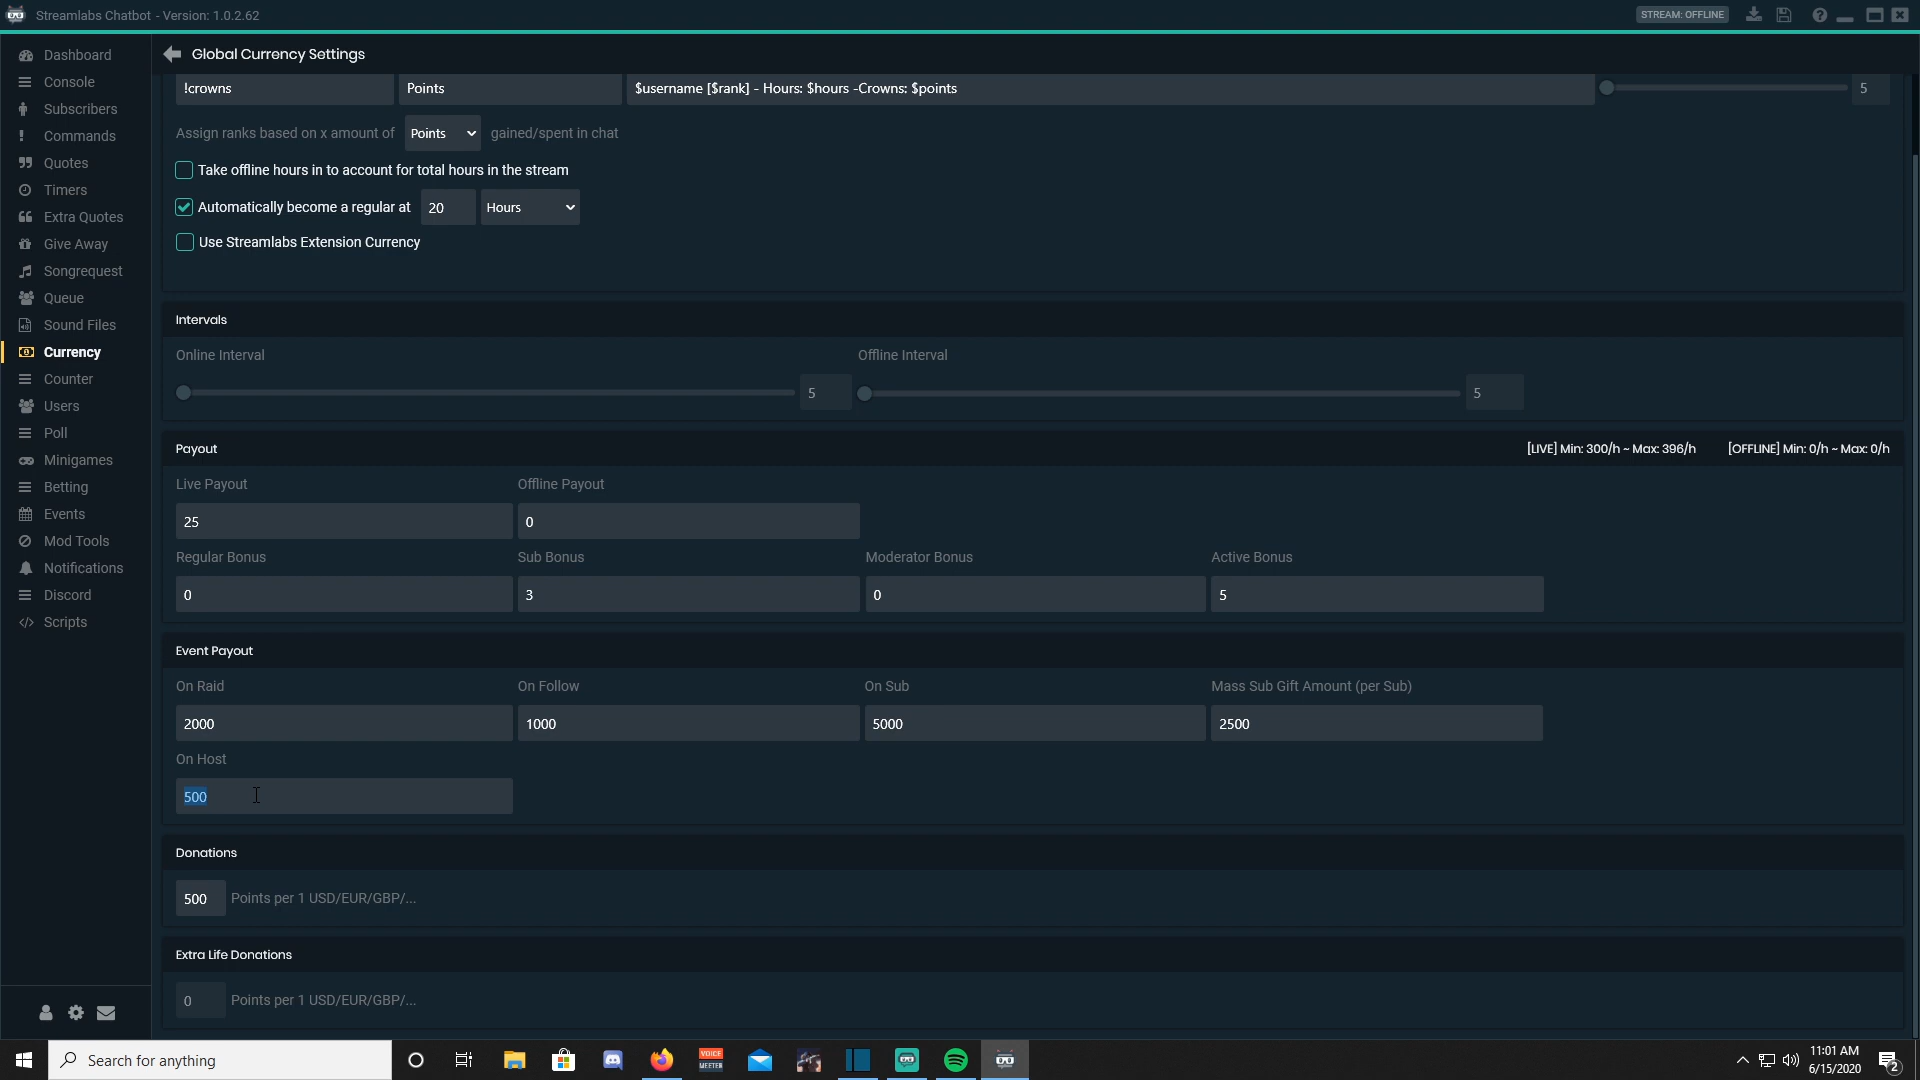 Streamlabs Chatbot - Version: 1.0.2.62
STREAM: OFFLINE
Global Currency Settings
Dashboard
Console
Subscribers
Commands
Quotes
Timers
Extra Quotes
Give Away
Songrequest
Queue
Sound Files
Currency
Counter
Users
Poll
Minigames
Betting
Events
Mod Tools
Notifications
Discord
Scripts
!crowns Points $username [$rank] - Hours: $hours -Crowns: $points 5
Assign ranks based on x amount of Points gained/spent in chat
Take offline hours in to account for total hours in the stream
Automatically become a regular at 20 Hours
Use Streamlabs Extension Currency
Intervals
Online Interval Offline Interval
5 5
Payout [LIVE] Min: 300/h ~ Max: 396/h [OFFLINE] Min: 0/h ~ Max: 0/h
Live Payout Offline Payout
25 0
Regular Bonus Sub Bonus Moderator Bonus Active Bonus
0 3 0 5
Event Payout
On Raid On Follow On Sub Mass Sub Gift Amount (per Sub)
2000 1000 5000 2500
On Host
500
Donations
500 Points per 1 USD/EUR/GBP/...
Extra Life Donations
0 Points per 1 USD/EUR/GBP/...
Search for anything
VOICE
MEETER
11:01 AM
6/15/2020
2